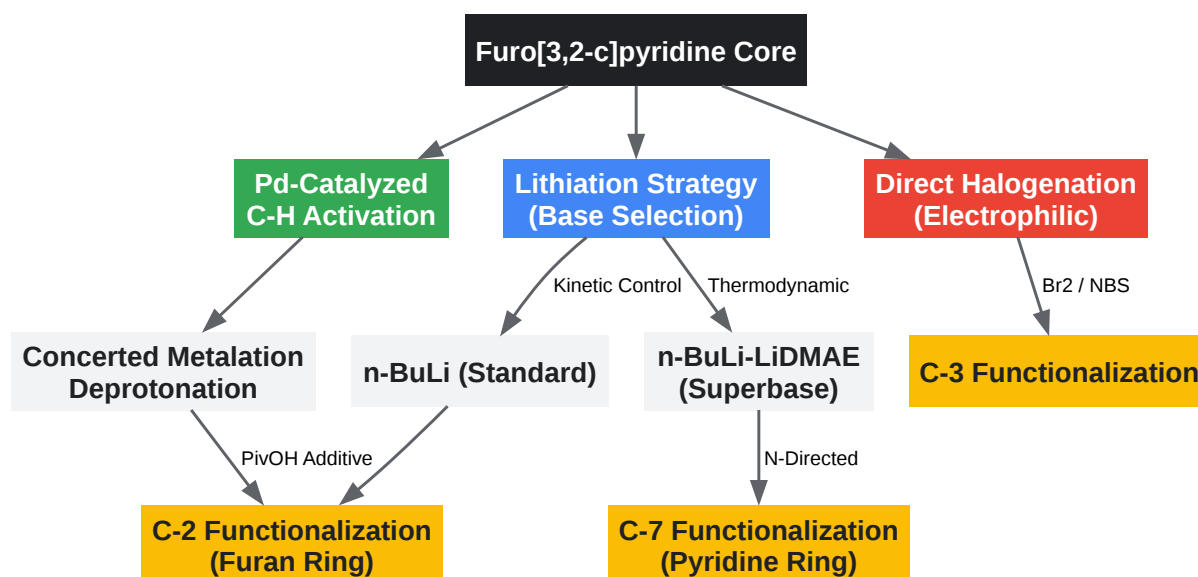 Furo[3,2-c]pyridine Core
Pd-Catalyzed
C-H Activation
Lithiation Strategy
(Base Selection)
Direct Halogenation
(Electrophilic)
Kinetic Control
Thermodynamic
Br2 / NBS
Concerted Metalation
Deprotonation
n-BuLi (Standard)
n-BuLi-LiDMAE
(Superbase)
C-3 Functionalization
PivOH Additive
N-Directed
C-2 Functionalization
(Furan Ring)
C-7 Functionalization
(Pyridine Ring)